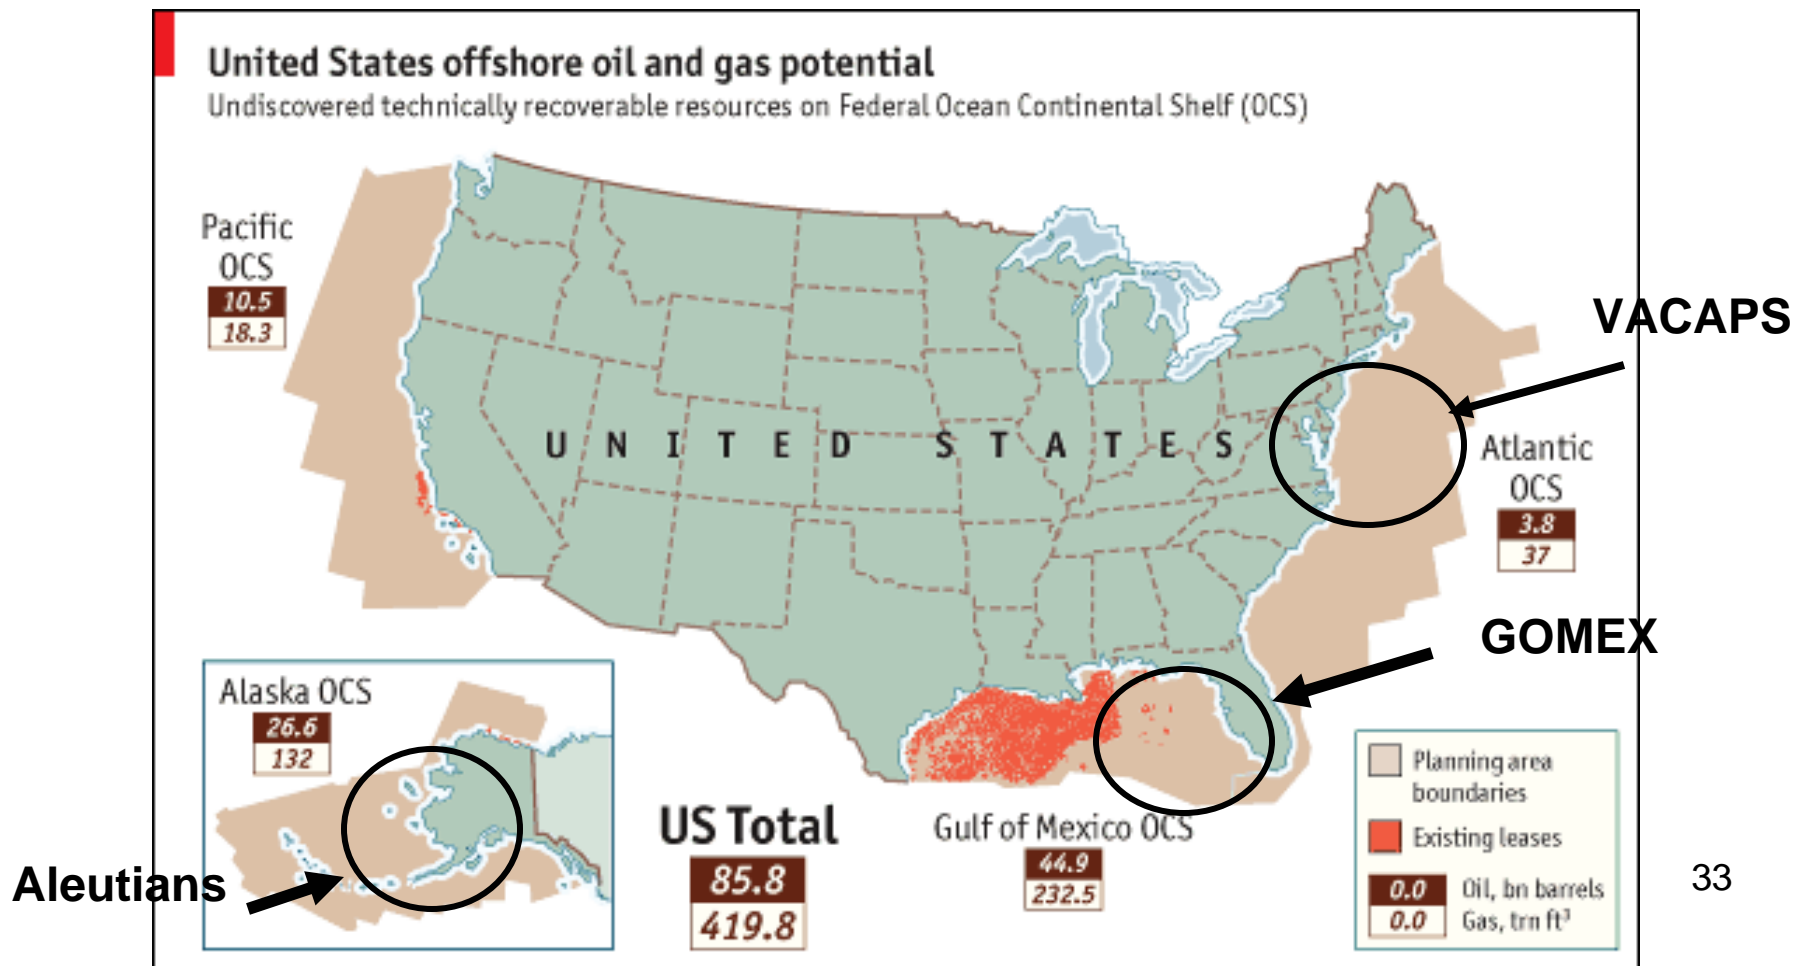 United States offshore oil and gas potential
Undiscovered technically recoverable resources on Federal Ocean Continental Shelf (OCS)
Pacific
OCS
10.5
18.3
VACAPS
UNITED STATES
Atlantic
OCS
3.8
37
GOMEX
Alaska OCS
26.6
132
Aleutians
US Total
85.8
419.8
Gulf of Mexico OCS
44.9
232.5
Planning area
boundaries
Existing leases
0.0 Oil, bn barrels
0.0 Gas, trn ft³
33